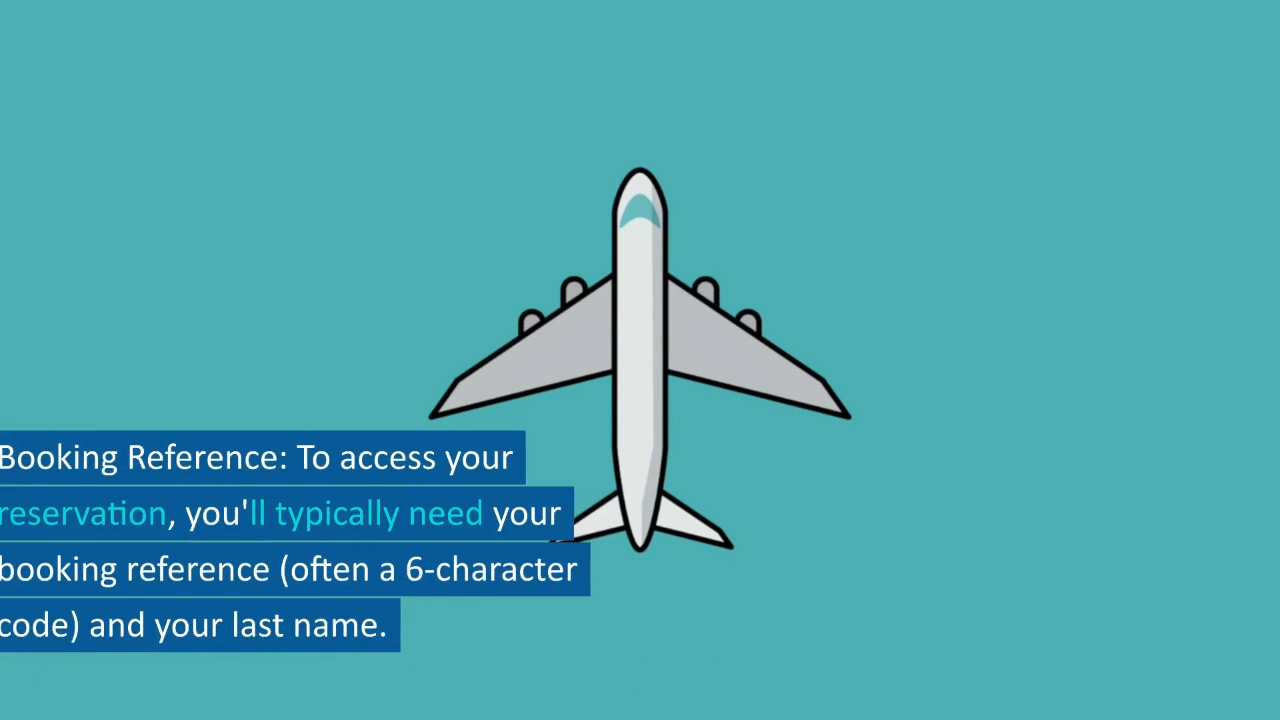 Booking Reference: To access your
reservation, you'll typically need your
booking reference (often a 6-character
code) and your last name.